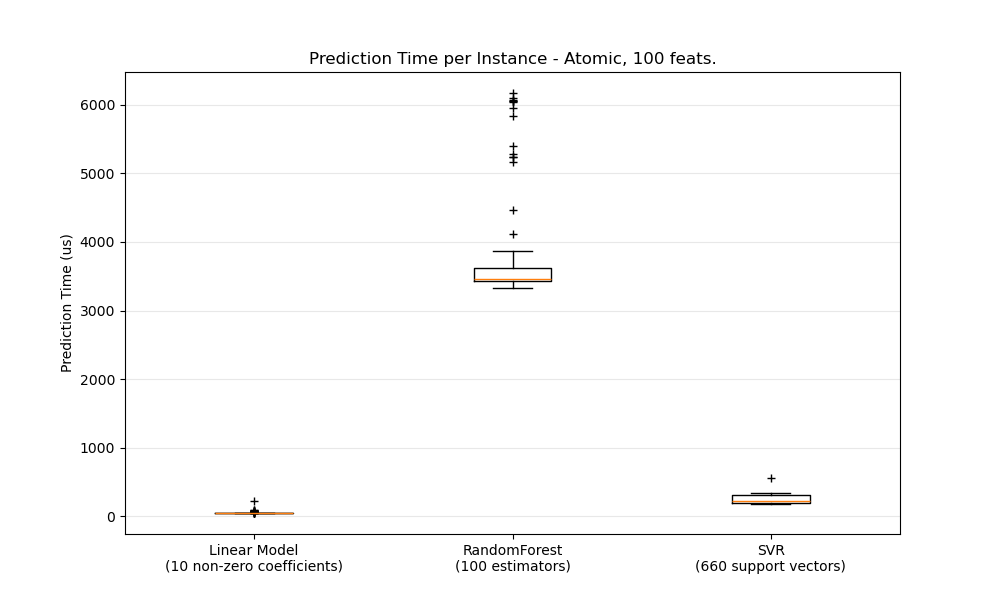 Prediction Time per Instance - Atomic, 100 feats.
Prediction Time (us)
6000
5000
4000
3000
2000
1000
0
Linear Model
(10 non-zero coefficients)
RandomForest
(100 estimators)
SVR
(660 support vectors)